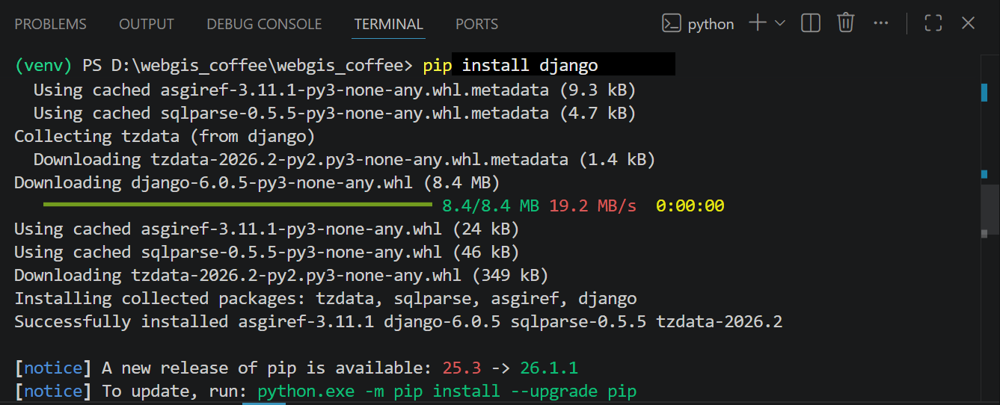 PROBLEMS OUTPUT DEBUG CONSOLE TERMINAL PORTS python
(venv) PS D:\webgis_coffee\webgis_coffee> pip install django
  Using cached asgiref-3.11.1-py3-none-any.whl.metadata (9.3 kB)
  Using cached sqlparse-0.5.5-py3-none-any.whl.metadata (4.7 kB)
Collecting tzdata (from django)
  Downloading tzdata-2026.2-py2.py3-none-any.whl.metadata (1.4 kB)
Downloading django-6.0.5-py3-none-any.whl (8.4 MB)
8.4/8.4 MB 19.2 MB/s 0:00:00
Using cached asgiref-3.11.1-py3-none-any.whl (24 kB)
Using cached sqlparse-0.5.5-py3-none-any.whl (46 kB)
Downloading tzdata-2026.2-py2.py3-none-any.whl (349 kB)
Installing collected packages: tzdata, sqlparse, asgiref, django
Successfully installed asgiref-3.11.1 django-6.0.5 sqlparse-0.5.5 tzdata-2026.2
[notice] A new release of pip is available: 25.3 -> 26.1.1
[notice] To update, run: python.exe -m pip install --upgrade pip